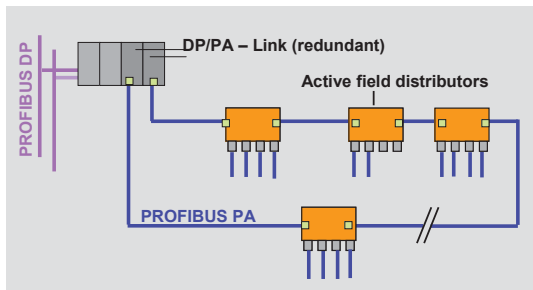 PROFIBUS DP
DP/PA – Link (redundant)
Active field distributors
PROFIBUS PA